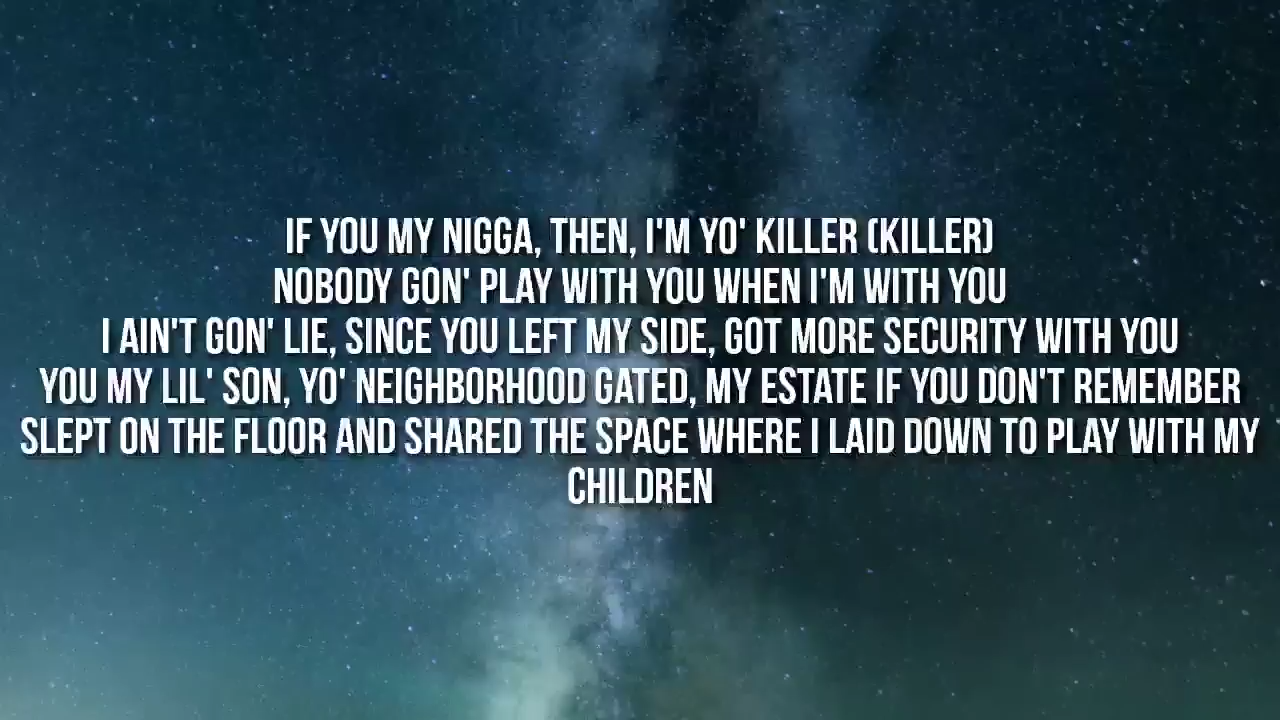 IF YOU MY NIGGA, THEN, I'M YO' KILLER (KILLER)
NOBODY GON' PLAY WITH YOU WHEN I'M WITH YOU
I AIN'T GON' LIE, SINCE YOU LEFT MY SIDE, GOT MORE SECURITY WITH YOU
YOU MY LIL' SON, YO' NEIGHBORHOOD GATED, MY ESTATE IF YOU DON'T REMEMBER
SLEPT ON THE FLOOR AND SHARED THE SPACE WHERE I LAID DOWN TO PLAY WITH MY
CHILDREN